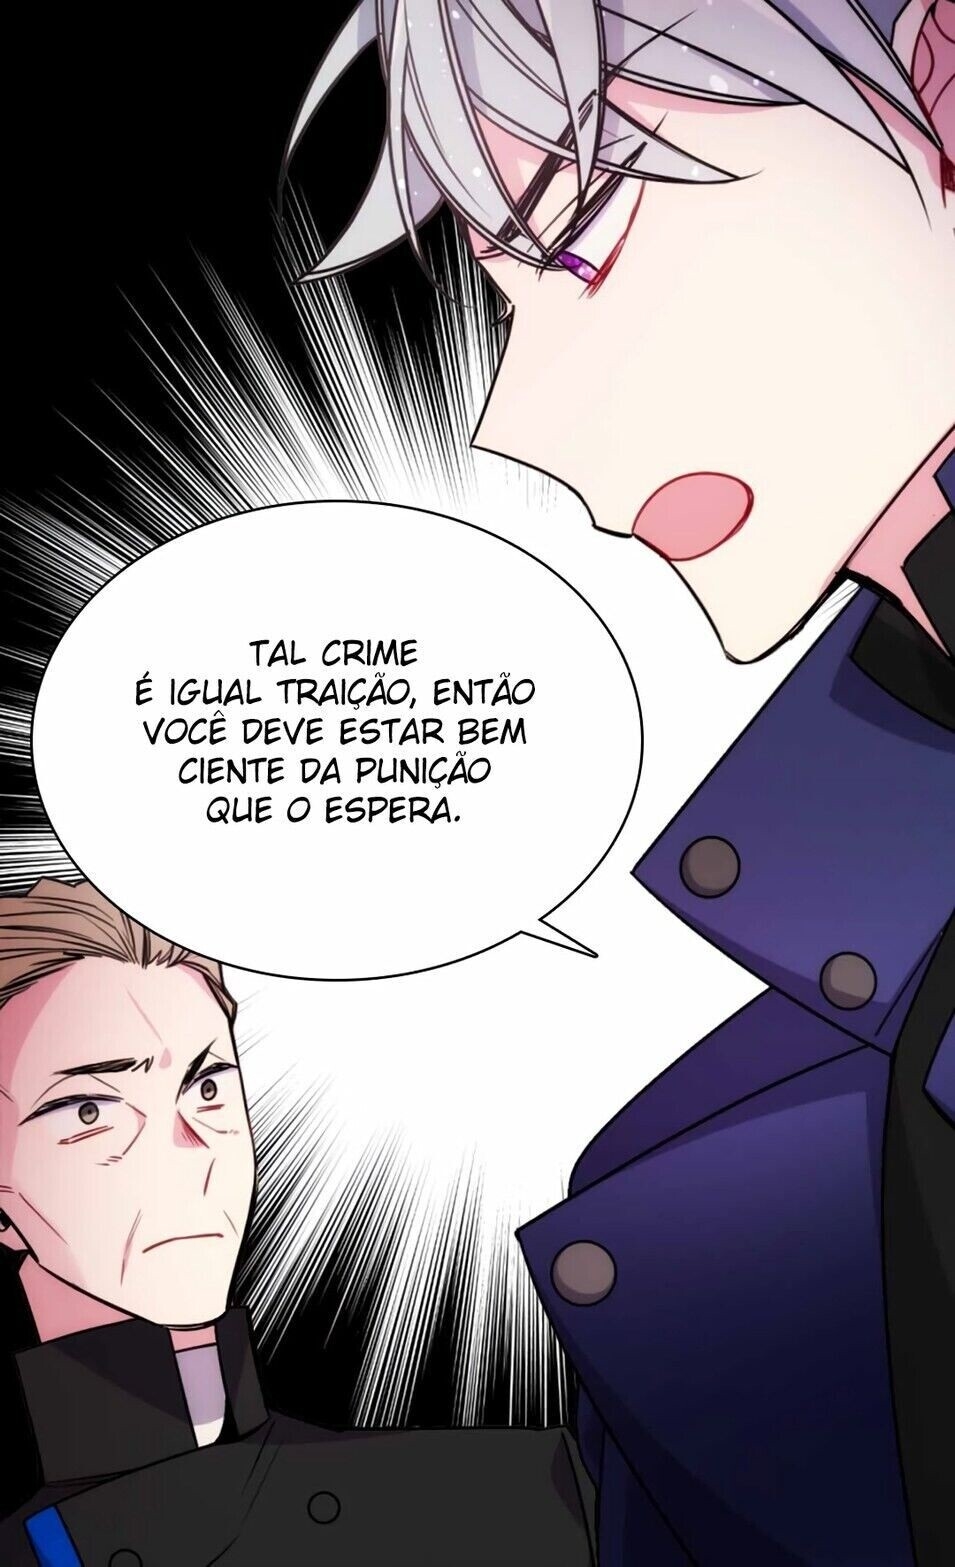 TAL CRIME
É IGUAL TRAIÇÃO, ENTÃO
VOCÊ DEVE ESTAR BEM
CIENTE DA PUNIÇÃO
QUE O ESPERA.